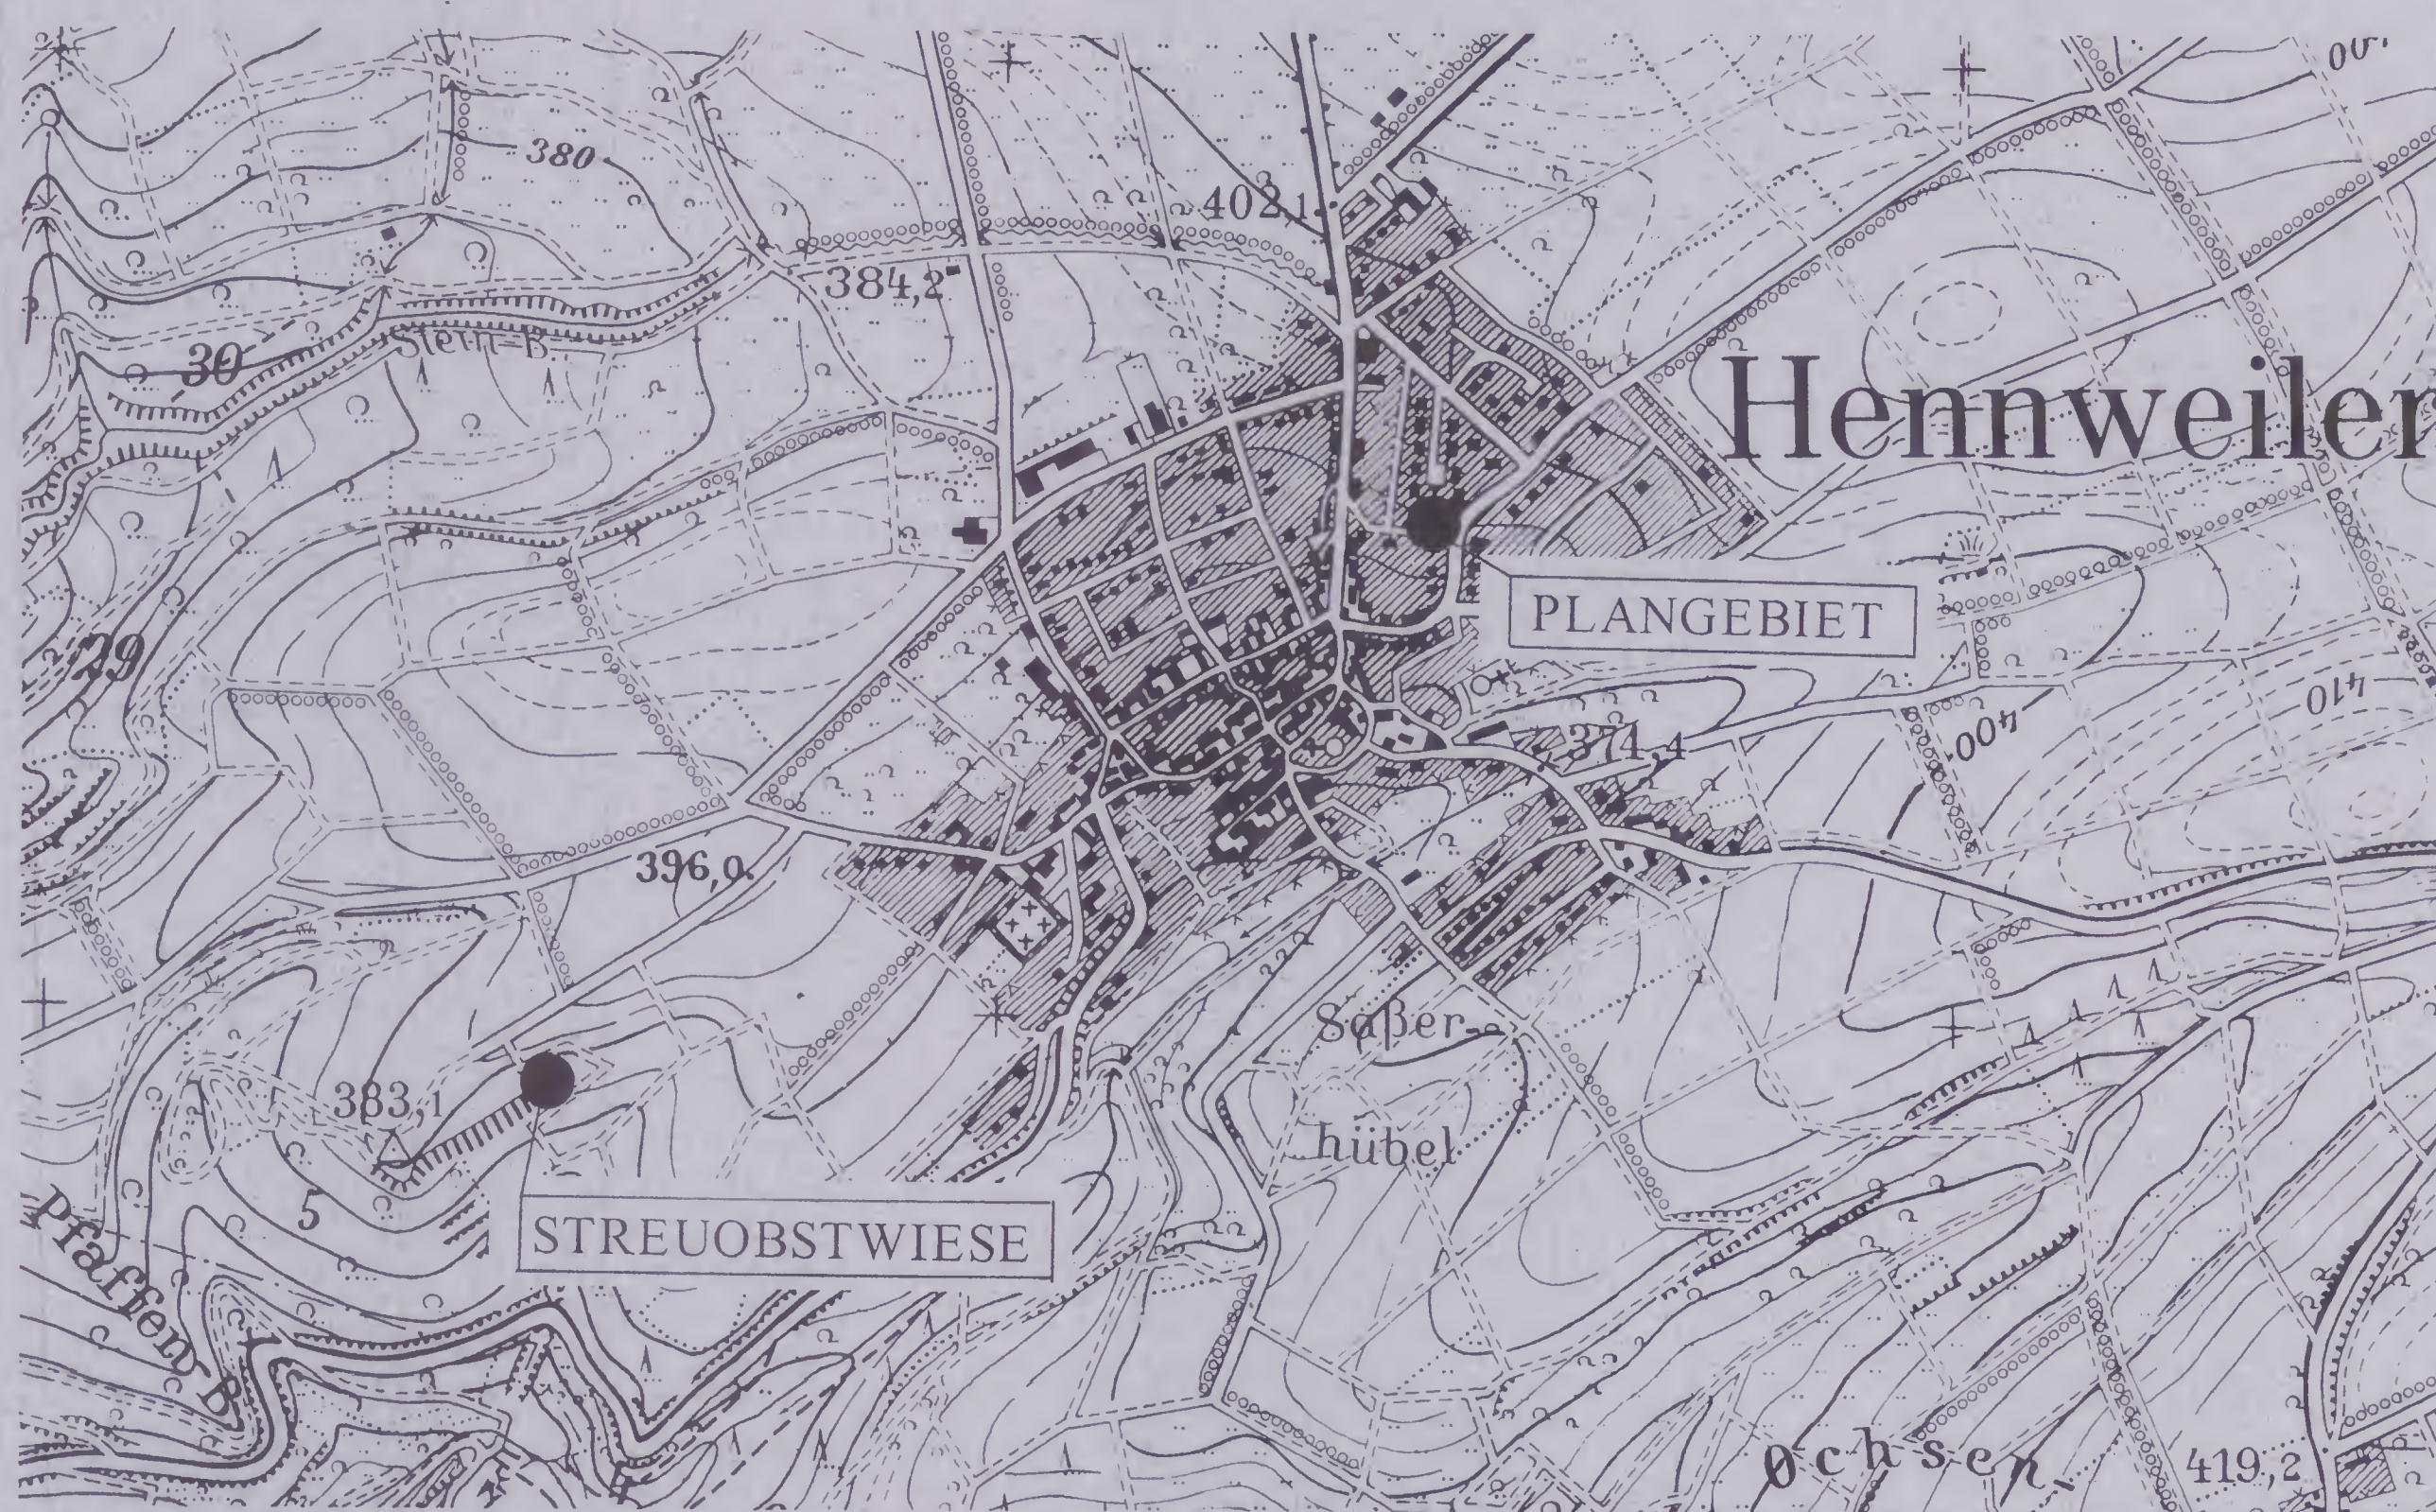 380
402,1
384,2
Stein-B.
30
Hennweiler
PLANGEBIET
29
410
400
371,4
396,0
Saßer-
383,1
hübel
5
STREUOBSTWIESE
Pfaffen B.
Ochsen
419,2